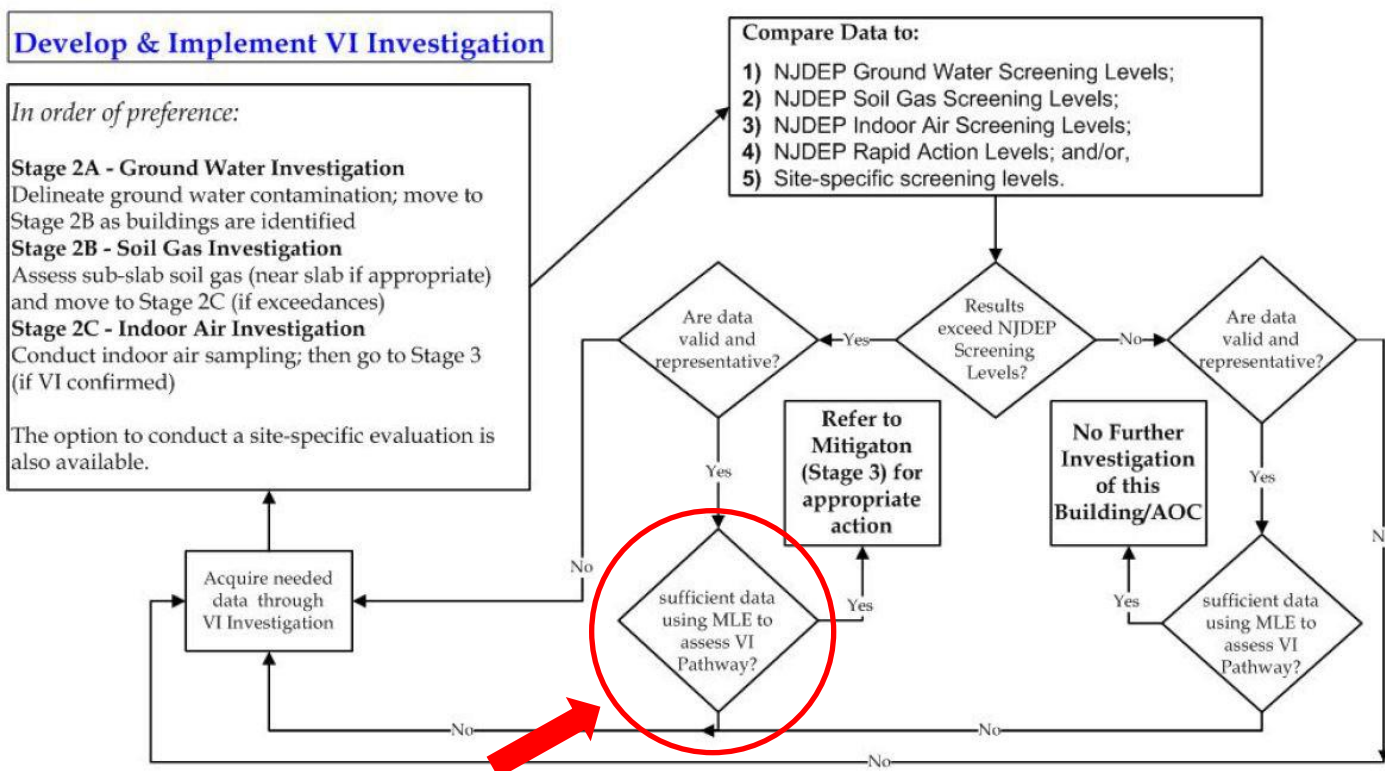 Develop & Implement VI Investigation
In order of preference:
Stage 2A - Ground Water Investigation
Delineate ground water contamination; move to
Stage 2B as buildings are identified
Stage 2B - Soil Gas Investigation
Assess sub-slab soil gas (near slab if appropriate)
and move to Stage 2C (if exceedances)
Stage 2C - Indoor Air Investigation
Conduct indoor air sampling; then go to Stage 3
(if VI confirmed)
The option to conduct a site-specific evaluation is
also available.
Compare Data to:
1) NJDEP Ground Water Screening Levels;
2) NJDEP Soil Gas Screening Levels;
3) NJDEP Indoor Air Screening Levels;
4) NJDEP Rapid Action Levels; and/or,
5) Site-specific screening levels.
Are data
valid and
representative?
Yes
Results
exceed NJDEP
Screening
Levels?
No
Are data
valid and
representative?
Yes
Refer to
Mitigaton
(Stage 3) for
appropriate
action
No Further
Investigation
of this
Building/AOC
Yes
N
No
Acquire needed
data through
VI Investigation
sufficient data
using MLE to
assess VI
Pathway?
Yes
Yes
sufficient data
using MLE to
assess VI
Pathway?
No
No
No